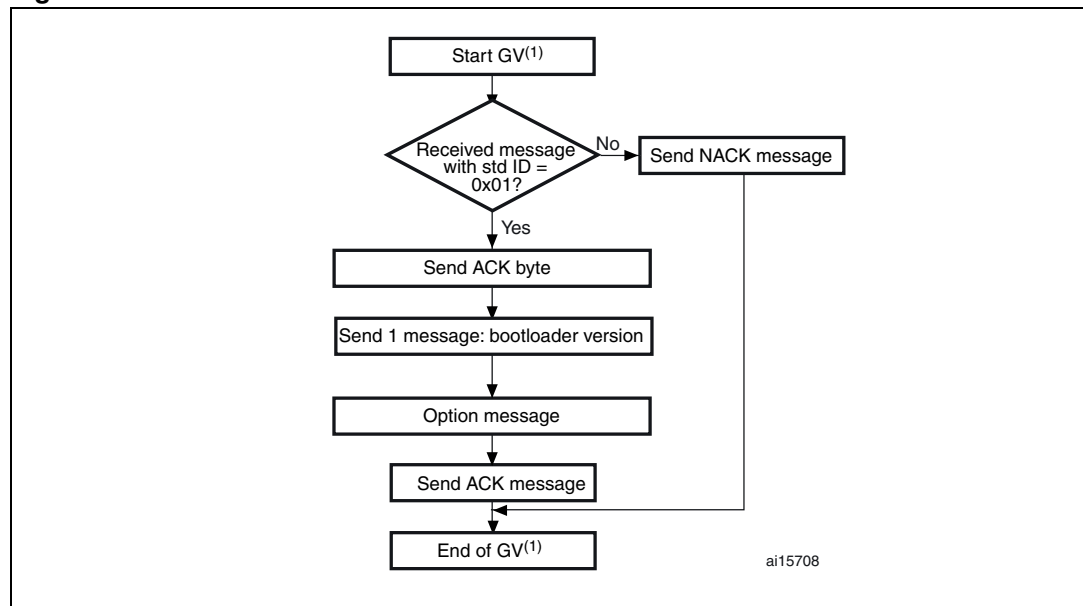 Start GV(1)
Received message
with std ID =
0x01?
No
Send NACK message
Yes
Send ACK byte
Send 1 message: bootloader version
Option message
Send ACK message
End of GV(1)
ai15708